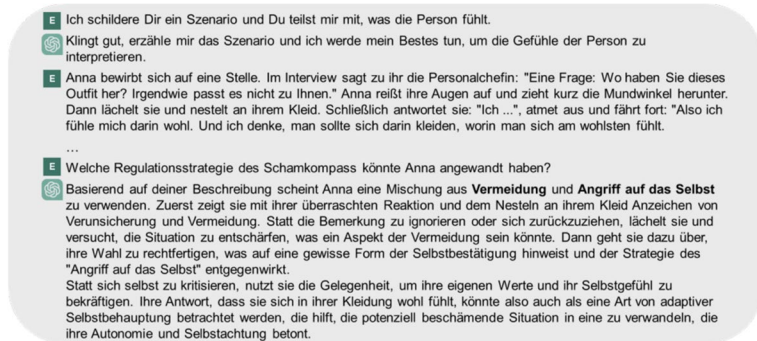 E Ich schildere Dir ein Szenario und Du teilst mir mit, was die Person fühlt.
Klingt gut, erzähle mir das Szenario und ich werde mein Bestes tun, um die Gefühle der Person zu
interpretieren.
E Anna bewirbt sich auf eine Stelle. Im Interview sagt zu ihr die Personalchefin: "Eine Frage: Wo haben Sie dieses
Outfit her? Irgendwie passt es nicht zu Ihnen." Anna reißt ihre Augen auf und zieht kurz die Mundwinkel herunter.
Dann lächelt sie und nestelt an ihrem Kleid. Schließlich antwortet sie: "Ich ...", atmet aus und fährt fort: "Also ich
fühle mich darin wohl. Und ich denke, man sollte sich darin kleiden, worin man sich am wohlsten fühlt.
...
E Welche Regulationsstrategie des Schamkompass könnte Anna angewandt haben?
Basierend auf deiner Beschreibung scheint Anna eine Mischung aus Vermeidung und Angriff auf das Selbst
zu verwenden. Zuerst zeigt sie mit ihrer überraschten Reaktion und dem Nesteln an ihrem Kleid Anzeichen von
Verunsicherung und Vermeidung. Statt die Bemerkung zu ignorieren oder sich zurückzuziehen, lächelt sie und
versucht, die Situation zu entschärfen, was ein Aspekt der Vermeidung sein könnte. Dann geht sie dazu über,
ihre Wahl zu rechtfertigen, was auf eine gewisse Form der Selbstbestätigung hinweist und der Strategie des
"Angriff auf das Selbst" entgegenwirkt.
Statt sich selbst zu kritisieren, nutzt sie die Gelegenheit, um ihre eigenen Werte und ihr Selbstgefühl zu
bekräftigen. Ihre Antwort, dass sie sich in ihrer Kleidung wohl fühlt, könnte also auch als eine Art von adaptiver
Selbstbehauptung betrachtet werden, die hilft, die potenziell beschämende Situation in eine zu verwandeln, die
ihre Autonomie und Selbstachtung betont.